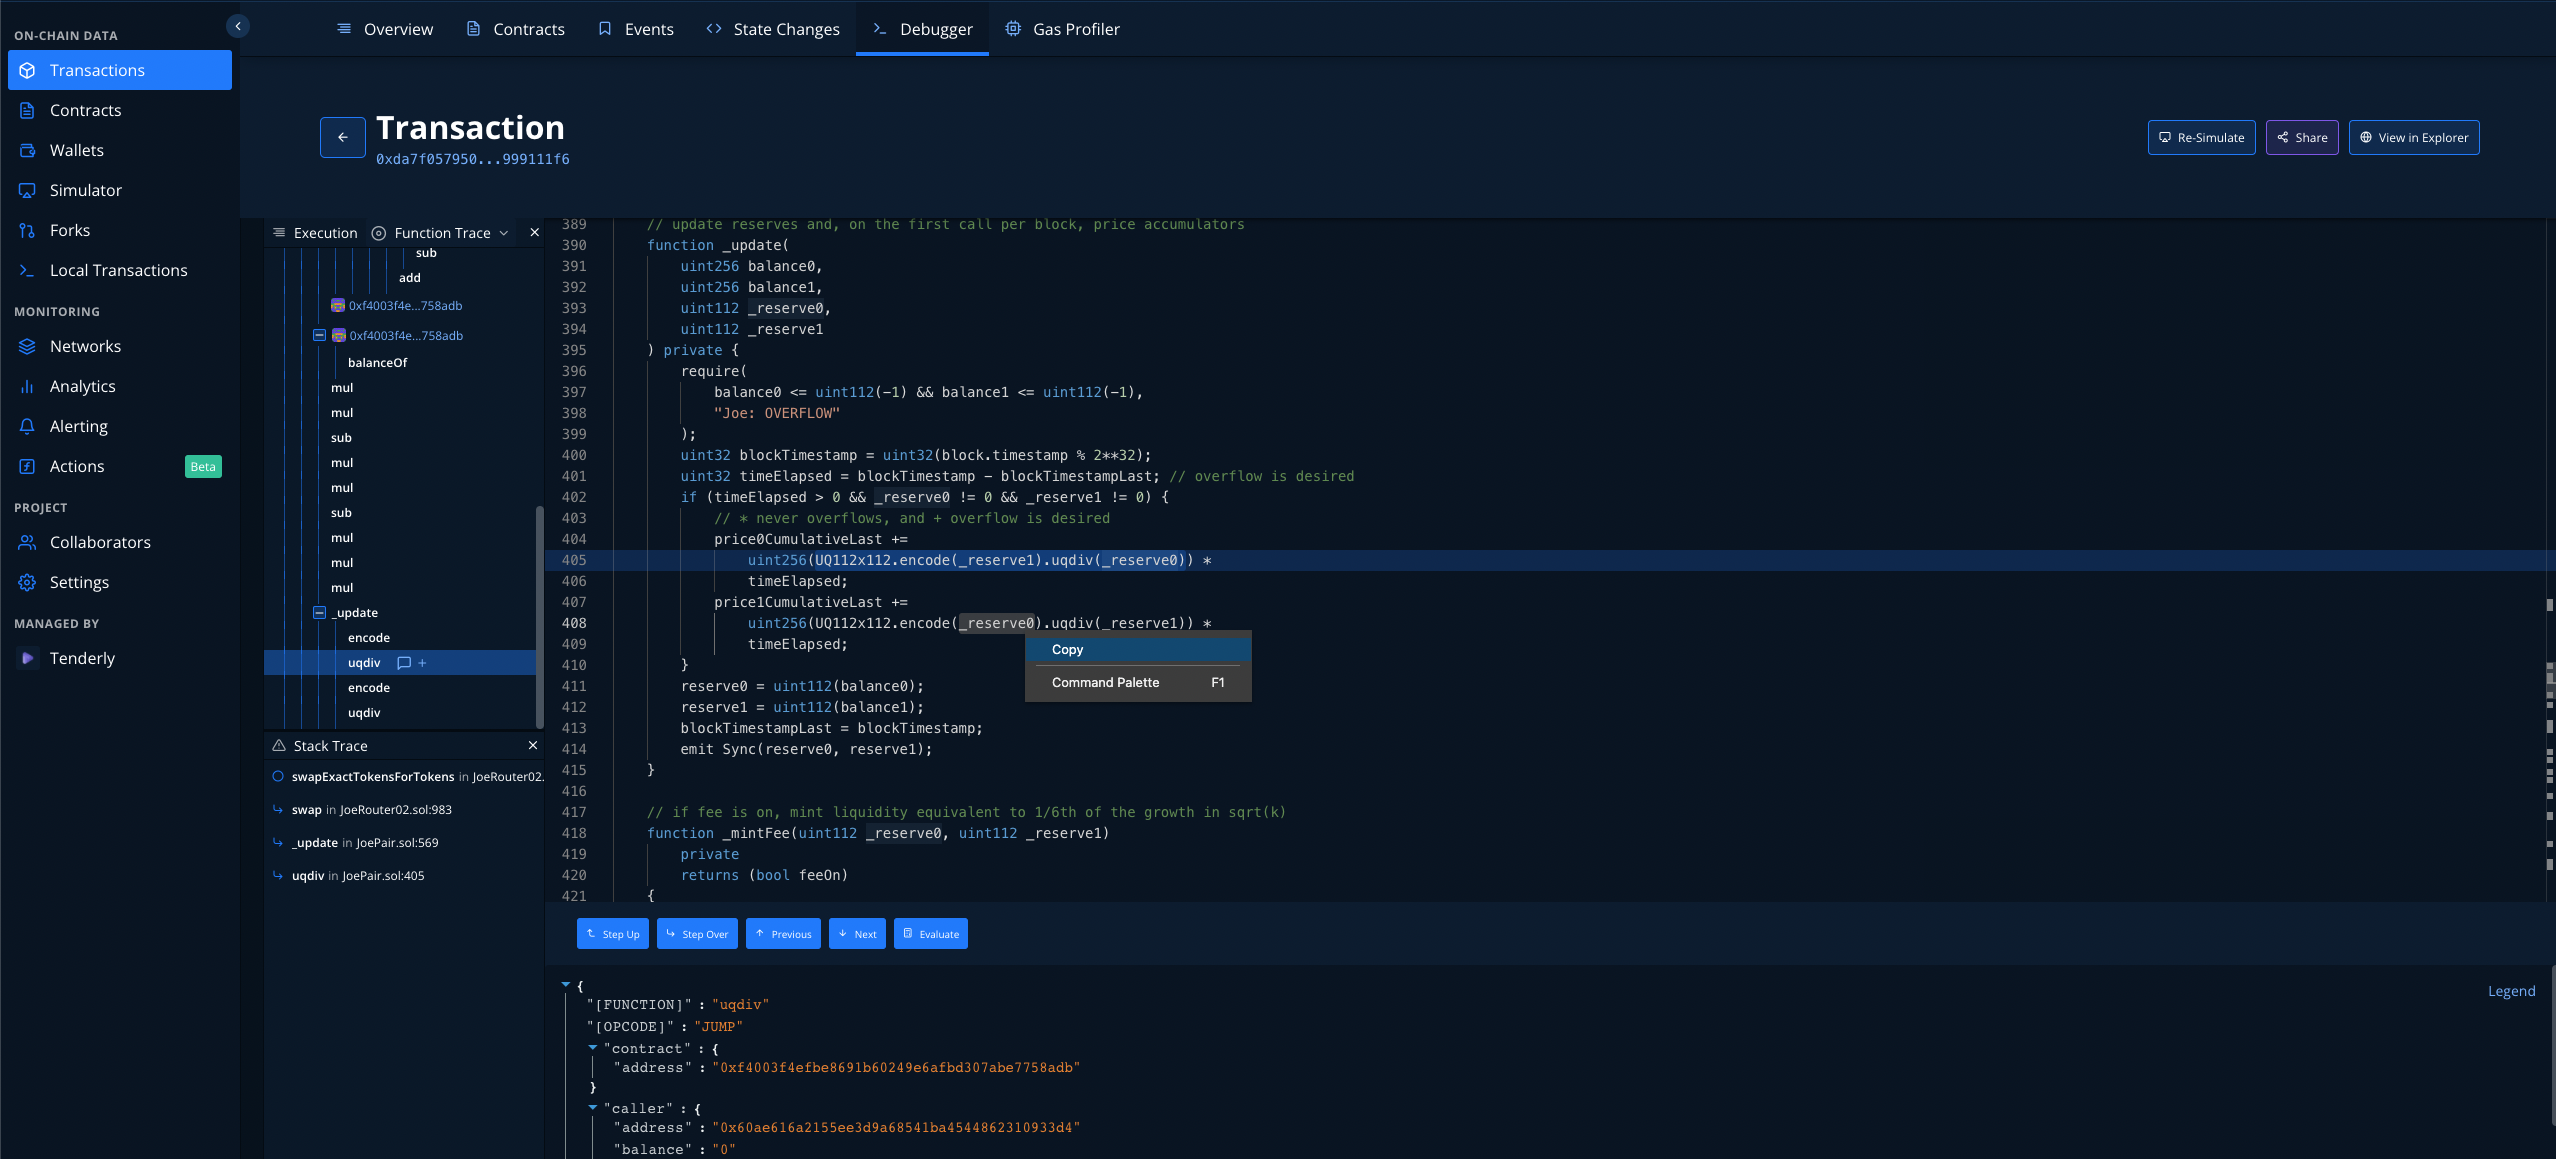 ON-CHAIN DATA
Transactions
Contracts
Wallets
Simulator
Forks
Local Transactions
MONITORING
Networks
Analytics
Alerting
Actions Beta
PROJECT
Collaborators
Settings
MANAGED BY
Tenderly
Overview Contracts Events State Changes Debugger Gas Profiler
Transaction
0xda7f057950...999111f6
Re-Simulate Share View in Explorer
Execution Function Trace
sub
add
0xf4003f4e...758adb
0xf4003f4e...758adb
balanceOf
mul
mul
sub
mul
mul
sub
mul
mul
mul
_update
encode
uqdiv
encode
uqdiv
Stack Trace
swapExactTokensForTokens in JoeRouter02.
swap in JoeRouter02.sol:983
_update in JoePair.sol:569
uqdiv in JoePair.sol:405
389 // update reserves and, on the first call per block, price accumulators
390 function _update(
391 uint256 balance0,
392 uint256 balance1,
393 uint112 _reserve0,
394 uint112 _reserve1
395 ) private {
396 require(
397 balance0 <= uint112(-1) && balance1 <= uint112(-1),
398 "Joe: OVERFLOW"
399 );
400 uint32 blockTimestamp = uint32(block.timestamp % 2**32);
401 uint32 timeElapsed = blockTimestamp - blockTimestampLast; // overflow is desired
402 if (timeElapsed > 0 && _reserve0 != 0 && _reserve1 != 0) {
403 // * never overflows, and + overflow is desired
404 price0CumulativeLast +=
405 uint256(UQ112x112.encode(_reserve1).uqdiv(_reserve0)) *
406 timeElapsed;
407 price1CumulativeLast +=
408 uint256(UQ112x112.encode(_reserve0).uqdiv(_reserve1)) *
409 timeElapsed;
410 }
411 reserve0 = uint112(balance0);
412 reserve1 = uint112(balance1);
413 blockTimestampLast = blockTimestamp;
414 emit Sync(reserve0, reserve1);
415 }
416
417 // if fee is on, mint liquidity equivalent to 1/6th of the growth in sqrt(k)
418 function _mintFee(uint112 _reserve0, uint112 _reserve1)
419 private
420 returns (bool feeOn)
421 {
Copy
Command Palette F1
Step Up Step Over Previous Next Evaluate
Legend
{
"[FUNCTION]" : "uqdiv"
"[OPCODE]" : "JUMP"
"contract" : {
"address" : "0xf4003f4efbe8691b60249e6afbd307abe7758adb"
}
"caller" : {
"address" : "0x60ae616a2155ee3d9a68541ba4544862310933d4"
"balance" : "0"